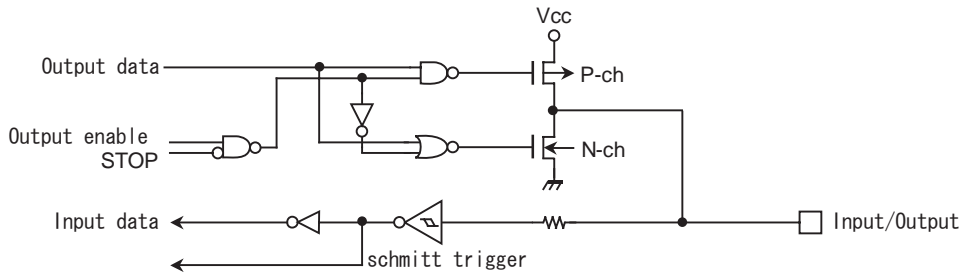 Vcc
Output data
P-ch
Output enable
STOP
N-ch
Input data
Input/Output
schmitt trigger